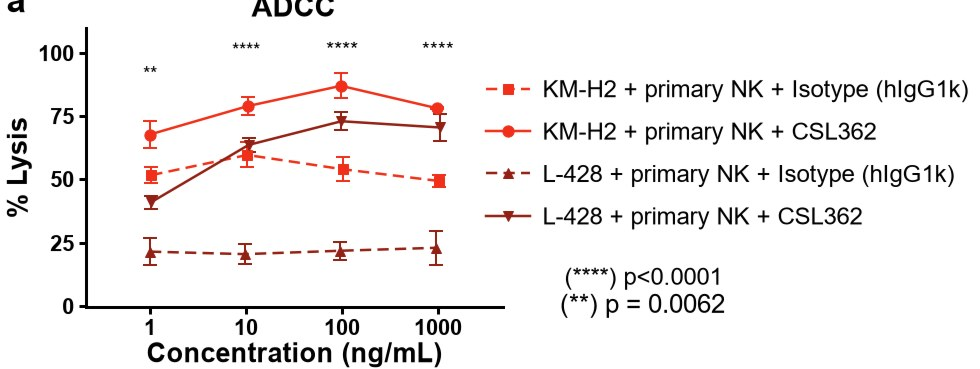 a
ADCC
% Lysis
100
75
50
25
0
** **** **** ****
1 10 100 1000
Concentration (ng/mL)
KM-H2 + primary NK + Isotype (hIgG1k)
KM-H2 + primary NK + CSL362
L-428 + primary NK + Isotype (hIgG1k)
L-428 + primary NK + CSL362
(****) p<0.0001
(**) p = 0.0062